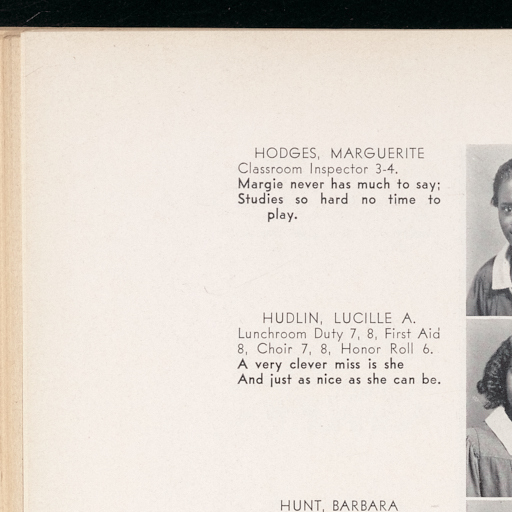 HODGES, MARGUERITE
Classroom Inspector 3-4.
Margie never has much to say;
Studies so hard no time to
play.
HUDLIN, LUCILLE A.
Lunchroom Duty 7, 8, First Aid
8, Choir 7, 8, Honor Roll 6.
A very clever miss is she
And just as nice as she can be.
HUNT, BARBARA